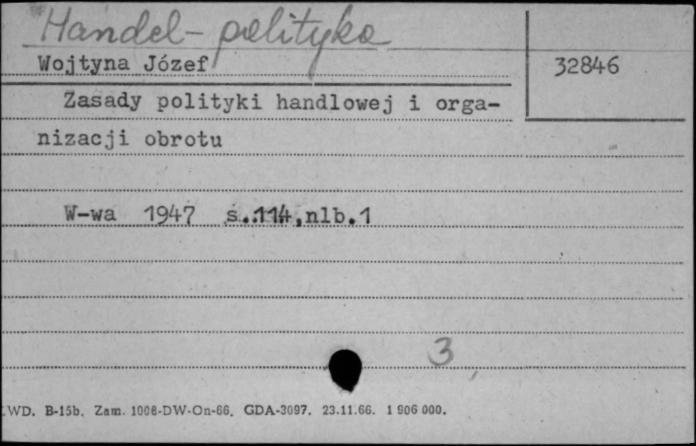 Handel - polityka
Wojtyna Józef
32846
Zasady polityki handlowej i orga-
nizacji obrotu
W-wa 1947 s.114,nlb.1
3
WD. B-15b. Zam. 1008-DW-On-66. GDA-3097. 23.11.66. 1 906 000.